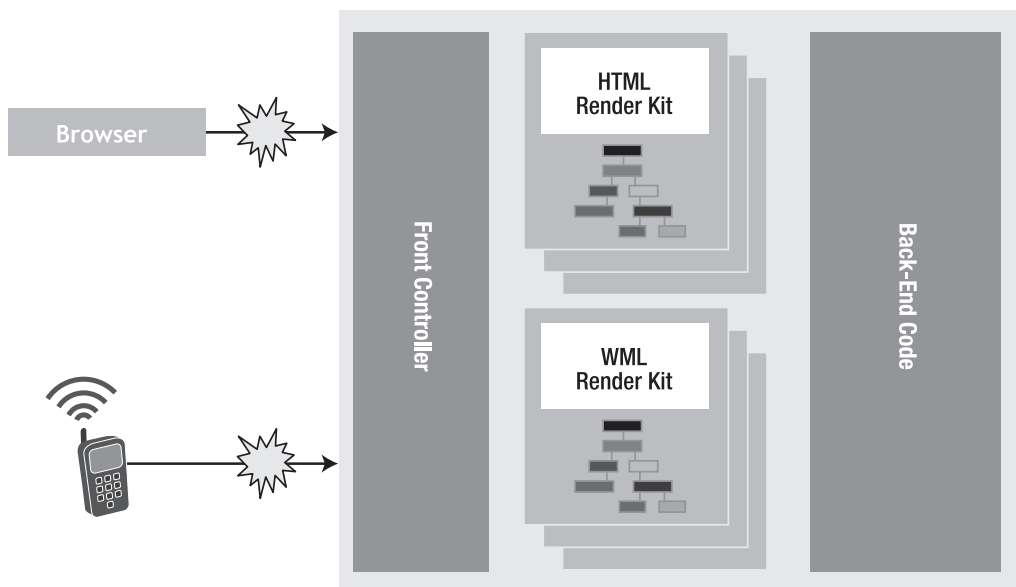 Browser
Front Controller
HTML
Render Kit
WML
Render Kit
Back-End Code